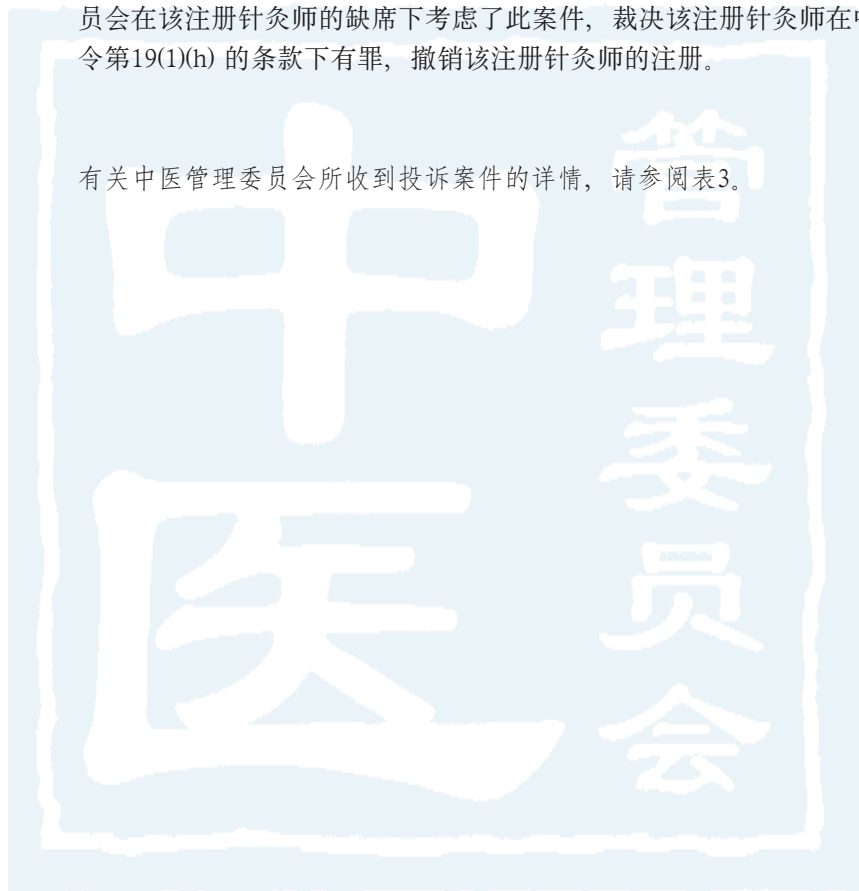 员会在该注册针灸师的缺席下考虑了此案件，裁决该注册针灸师在
令第19(1)(h) 的条款下有罪，撤销该注册针灸师的注册。
有关中医管理委员会所收到投诉案件的详情，请参阅表3。
中医
管理委员会